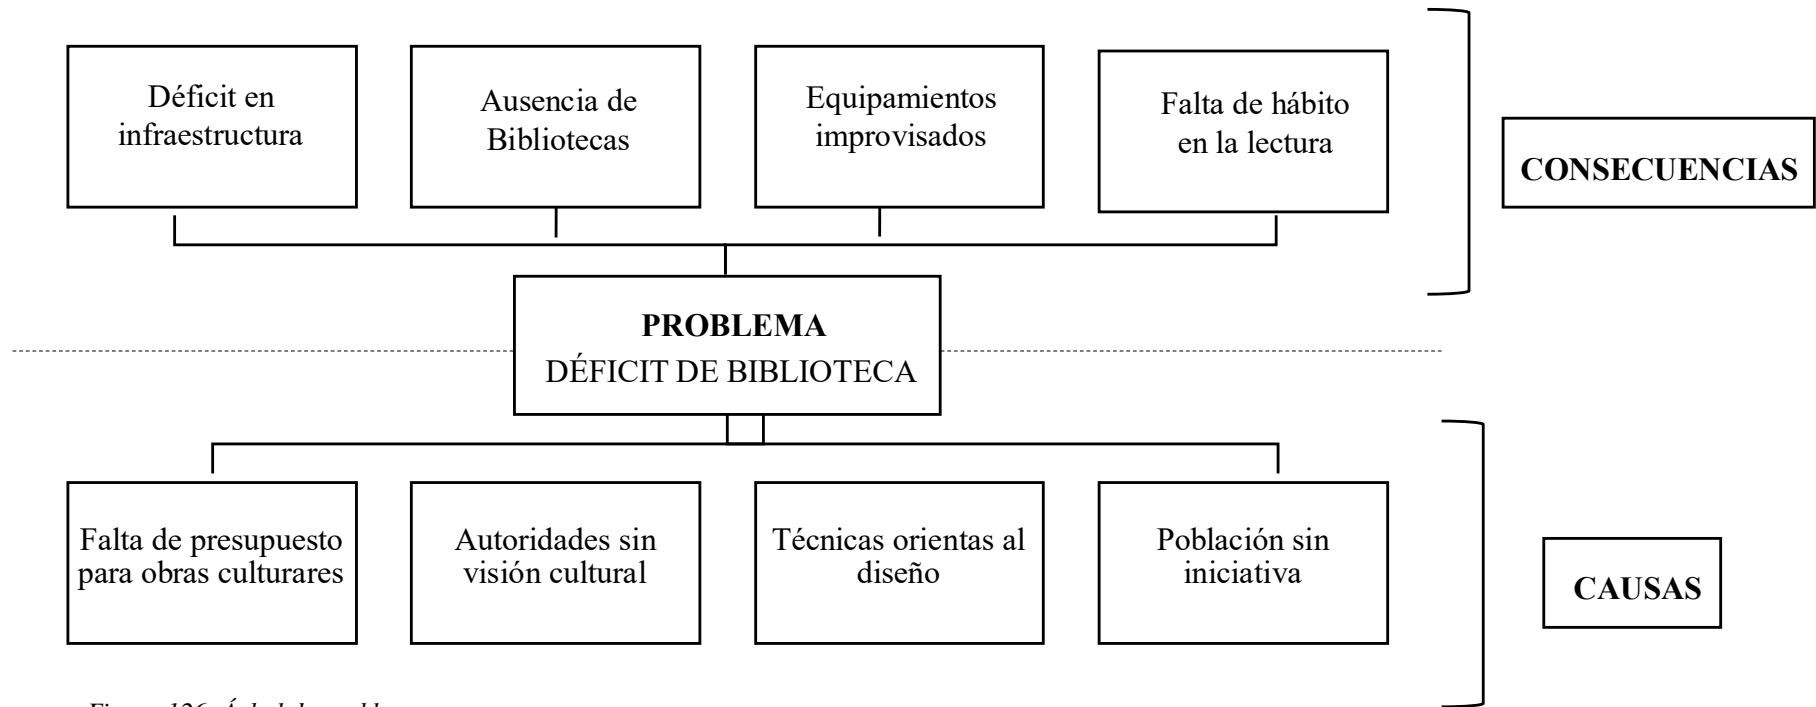 Déficit en
infraestructura
Ausencia de
Bibliotecas
Equipamientos
improvisados
Falta de hábito
en la lectura
CONSECUENCIAS
PROBLEMA
DÉFICIT DE BIBLIOTECA
Falta de presupuesto
para obras culturares
Autoridades sin
visión cultural
Técnicas orientas al
diseño
Población sin
iniciativa
CAUSAS